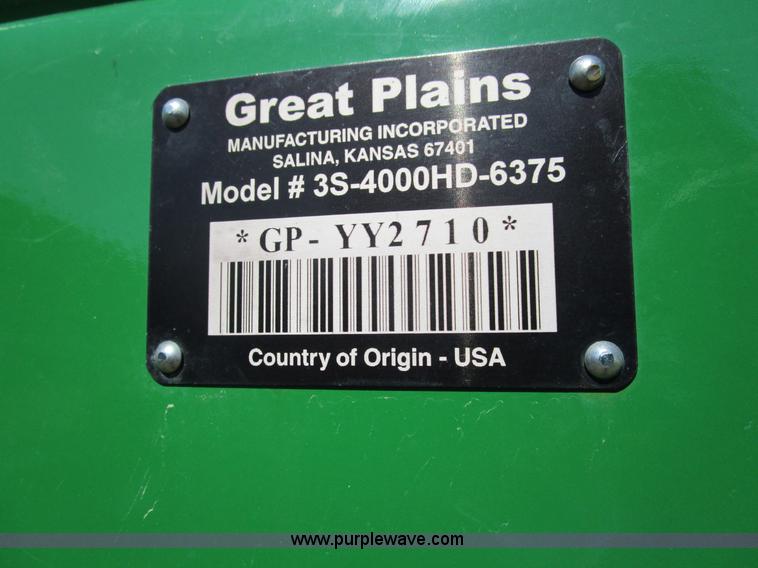 Great Plains
MANUFACTURING INCORPORATED
SALINA, KANSAS 67401
Model # 3S-4000HD-6375
*GP-YY2710*
Country of Origin - USA
www.purplewave.com